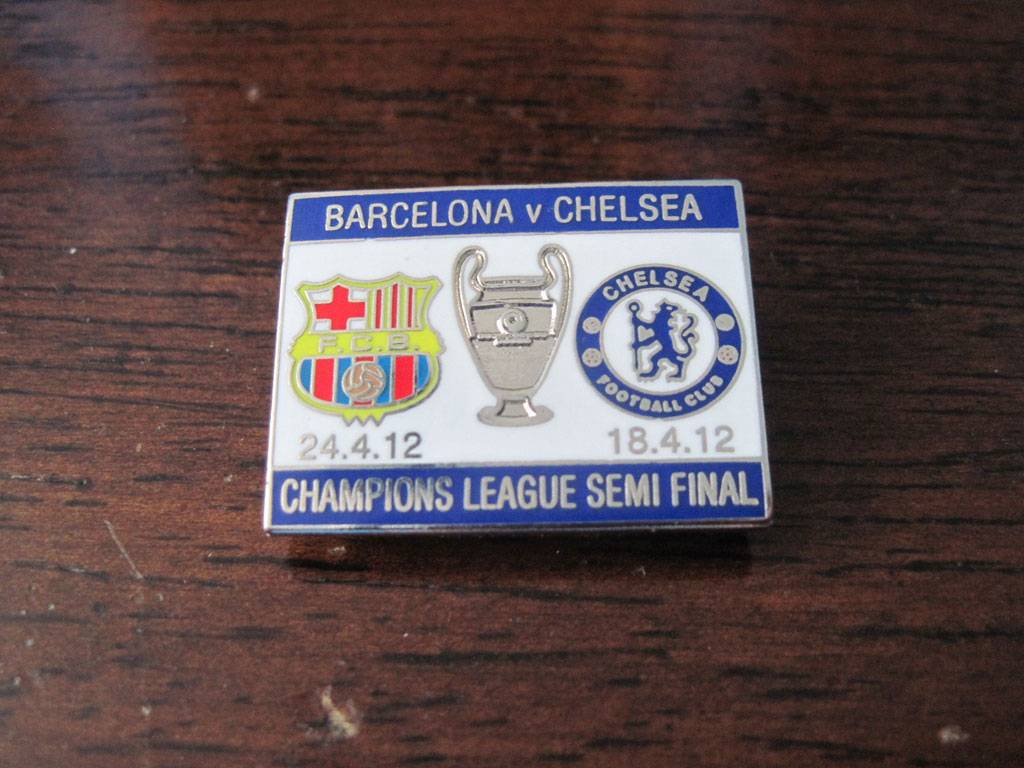 BARCELONA v CHELSEA
F.C.B.
CHELSEA
FOOTBALL CLUB
24.4.12
18.4.12
CHAMPIONS LEAGUE SEMI FINAL